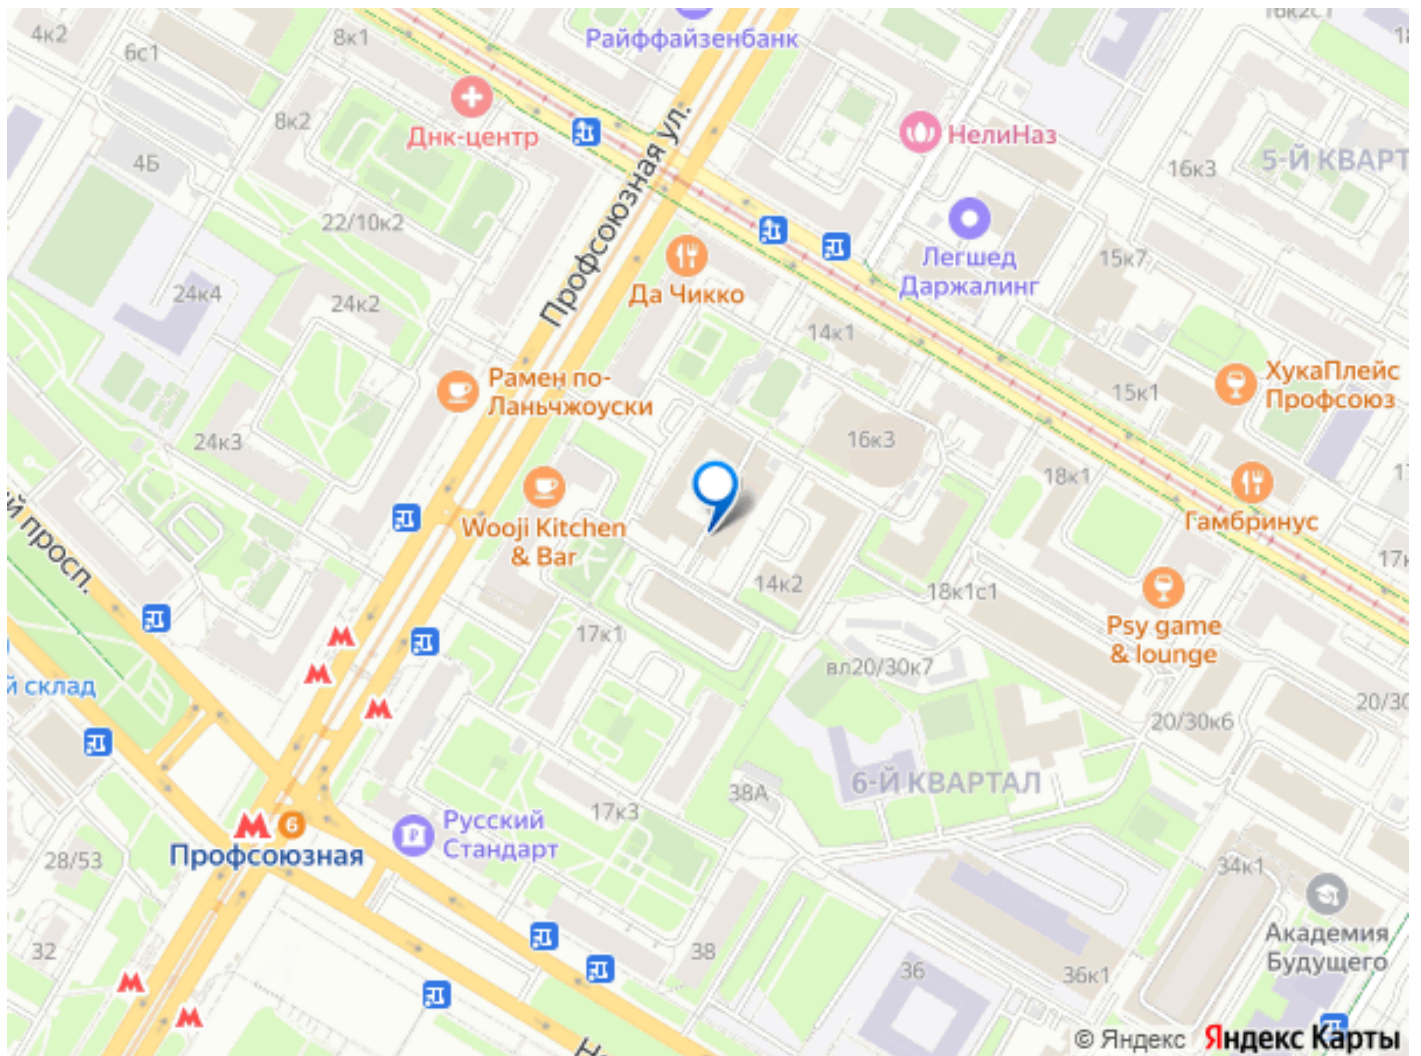 4к2
6с1
8к1
Райффайзенбанк
8к2
Днк-центр
4Б
Профсоюзная ул.
НелиНаз
16к3
5-Й КВАРТ
22/10к2
Легшед
Даржалинг
15к7
24к4
24к2
Да Чикко
14к1
Рамен по-
Ланьчжоуски
ХукаПлейс
Профсоюз
15к1
24к3
16к3
18к1
й просп.
Wooji Kitchen
& Bar
Гамбринус
17к
14к2
18к1с1
17к1
Psy game
& lounge
вл20/30к7
й склад
20/30
20/30к6
6-Й КВАРТАЛ
38А
17к3
Русский
Стандарт
6
Профсоюзная
28/53
34к1
Академия
Будущего
32
38
36
36к1
© Яндекс Яндекс Карты